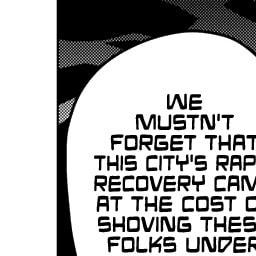 WE
MUSTN'T
FORGET THAT
THIS CITY'S
RECOVERY
AT THE COST
SHOVING
FOLKS UNDER